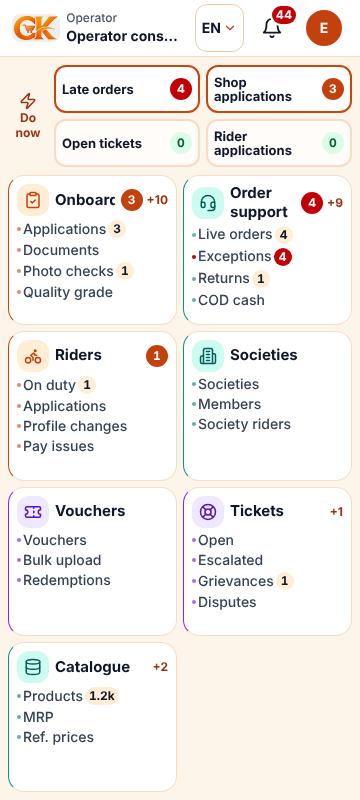 GK
Operator
Operator cons...
EN
44
E
Do now
Late orders 4
Shop applications 3
Open tickets 0
Rider applications 0
Onboard 3 +10
Applications 3
Documents
Photo checks 1
Quality grade
Order support 4 +9
Live orders 4
Exceptions 4
Returns 1
COD cash
Riders 1
On duty 1
Applications
Profile changes
Pay issues
Societies
Societies
Members
Society riders
Vouchers
Vouchers
Bulk upload
Redemptions
Tickets +1
Open
Escalated
Grievances 1
Disputes
Catalogue +2
Products 1.2k
MRP
Ref. prices